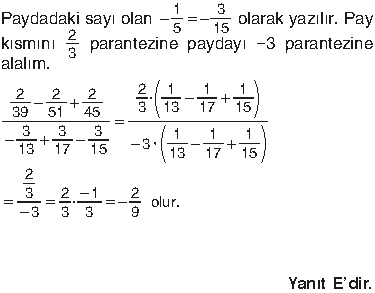 Paydadaki sayı olan −1/5 = −3/15 olarak yazılır. Pay
kısmını 2/3 parantezine paydayı −3 parantezine
alalım.
(2/39 − 2/51 + 2/45) / (−3/13 + 3/17 − 3/15) = (2/3 · (1/13 − 1/17 + 1/15)) / (−3 · (1/13 − 1/17 + 1/15))
= (2/3) / −3 = 2/3 · −1/3 = −2/9 olur.
Yanıt E'dir.